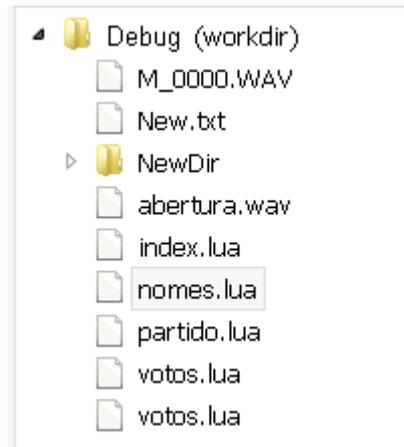 Debug (workdir)
M_0000.WAV
New.txt
NewDir
abertura.wav
index.lua
nomes.lua
partido.lua
votos.lua
votos.lua